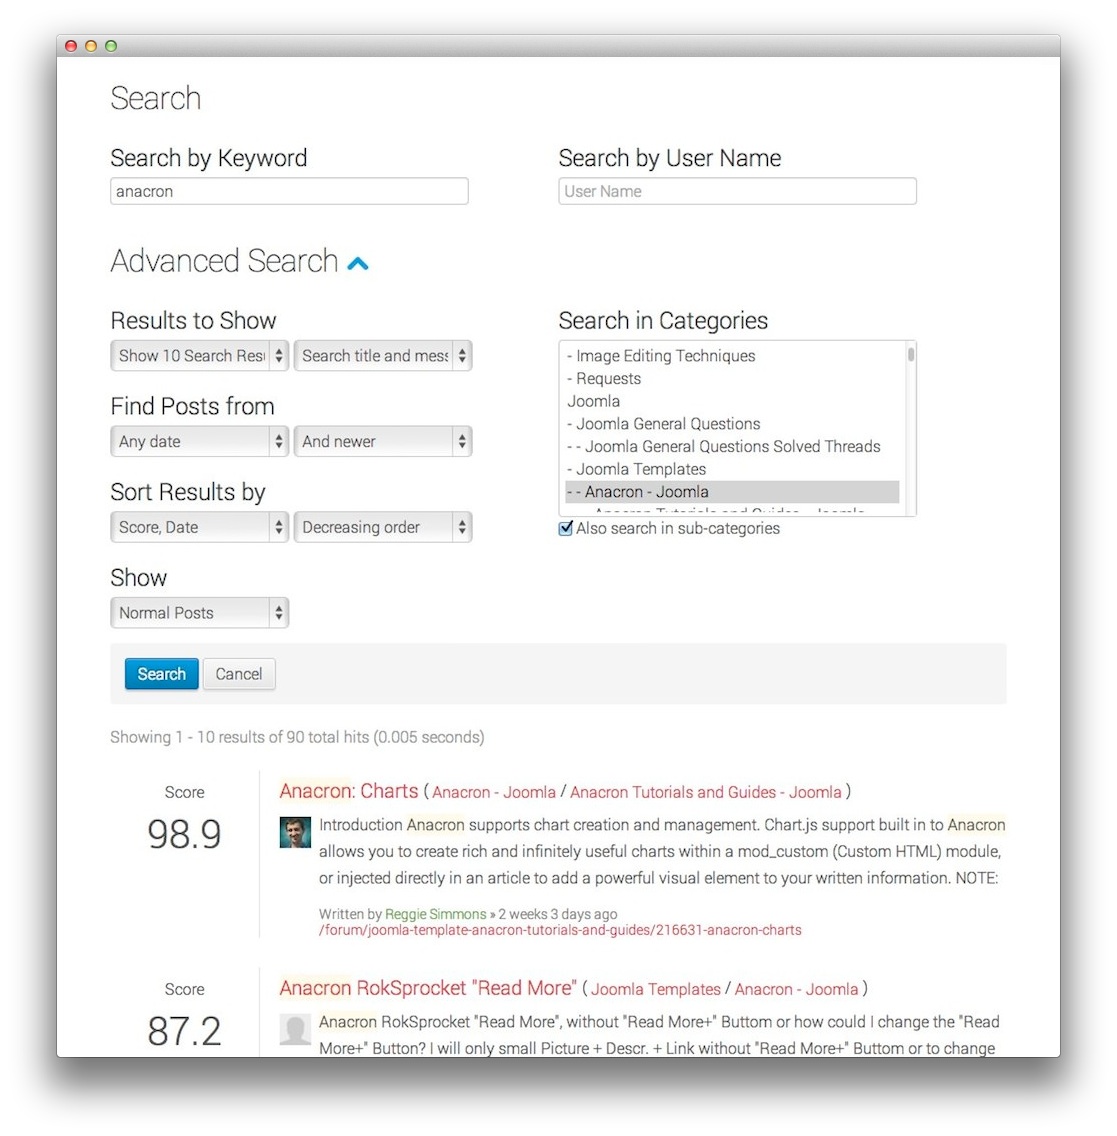 Search
Search by Keyword
Search by User Name
anacron
User Name
Advanced Search
Results to Show
Search in Categories
Show 10 Search Resu
Search title and mess
- Image Editing Techniques
- Requests
Joomla
- Joomla General Questions
- - Joomla General Questions Solved Threads
- Joomla Templates
- - Anacron - Joomla
Anacron Tutorials and Guides - Joomla
Also search in sub-categories
Find Posts from
Any date
And newer
Sort Results by
Score, Date
Decreasing order
Show
Normal Posts
Search
Cancel
Showing 1 - 10 results of 90 total hits (0.005 seconds)
Score
98.9
Anacron: Charts ( Anacron - Joomla / Anacron Tutorials and Guides - Joomla )
Introduction Anacron supports chart creation and management. Chart.js support built in to Anacron
allows you to create rich and infinitely useful charts within a mod_custom (Custom HTML) module,
or injected directly in an article to add a powerful visual element to your written information. NOTE:
Written by Reggie Simmons » 2 weeks 3 days ago
/forum/joomla-template-anacron-tutorials-and-guides/216631-anacron-charts
Score
87.2
Anacron RokSprocket "Read More" ( Joomla Templates / Anacron - Joomla )
Anacron RokSprocket "Read More", without "Read More+" Buttom or how could I change the "Read
More+" Button? I will only small Picture + Descr. + Link without "Read More+" Buttom or to change